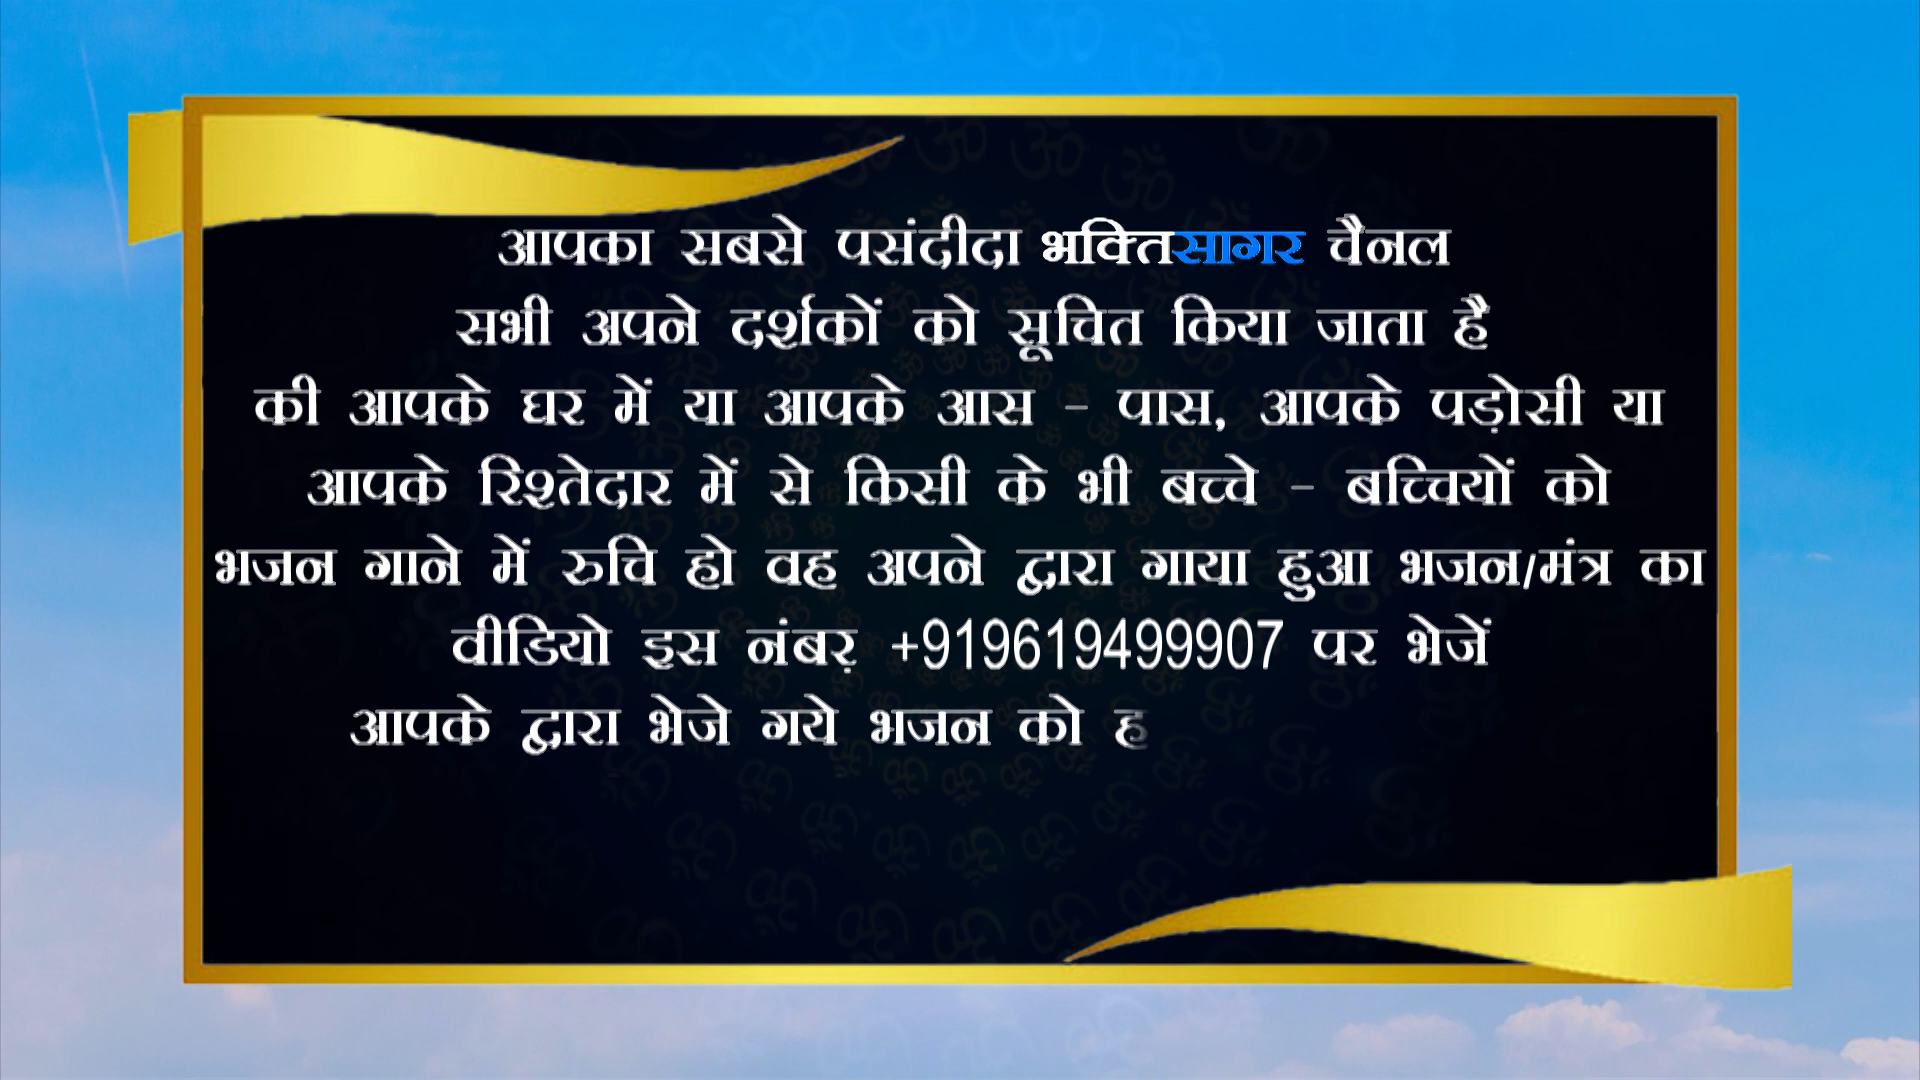 आपका सबसे पसंदीदा भक्तिसागर चैनल
सभी अपने दर्शकों को सूचित किया जाता है
की आपके घर में या आपके आस - पास, आपके पड़ोसी या
आपके रिश्तेदार में से किसी के भी बच्चे - बच्चियों को
भजन गाने में रुचि हो वह अपने द्वारा गाया हुआ भजन/मंत्र का
वीडियो इस नंबऱ +919619499907 पर भेजें
आपके द्वारा भेजे गये भजन को ह